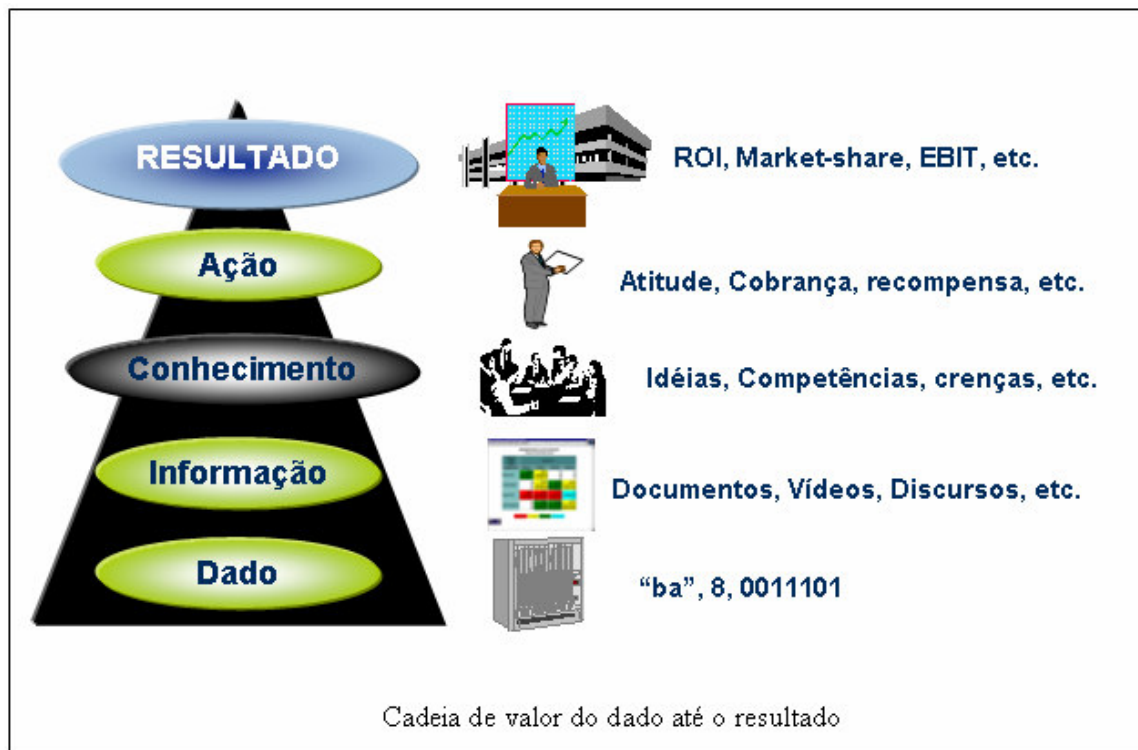 RESULTADO
ROI, Market-share, EBIT, etc.
Ação
Atitude, Cobrança, recompensa, etc.
Conhecimento
Idéias, Competências, crenças, etc.
Informação
Documentos, Vídeos, Discursos, etc.
Dado
“ba”, 8, 0011101
Cadeia de valor do dado até o resultado